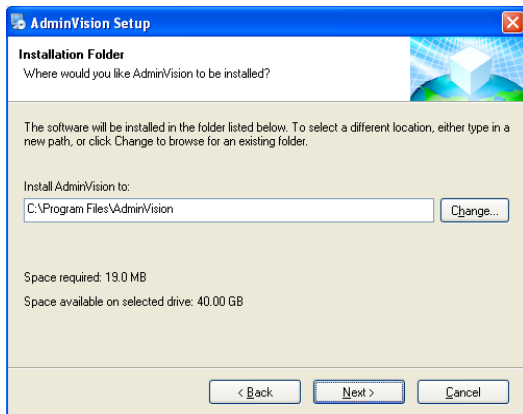 AdminVision Setup
Installation Folder
Where would you like AdminVision to be installed?
The software will be installed in the folder listed below. To select a different location, either type in a
new path, or click Change to browse for an existing folder.
Install AdminVision to:
C:\Program Files\AdminVision
Change...
Space required: 19.0 MB
Space available on selected drive: 40.00 GB
< Back
Next >
Cancel